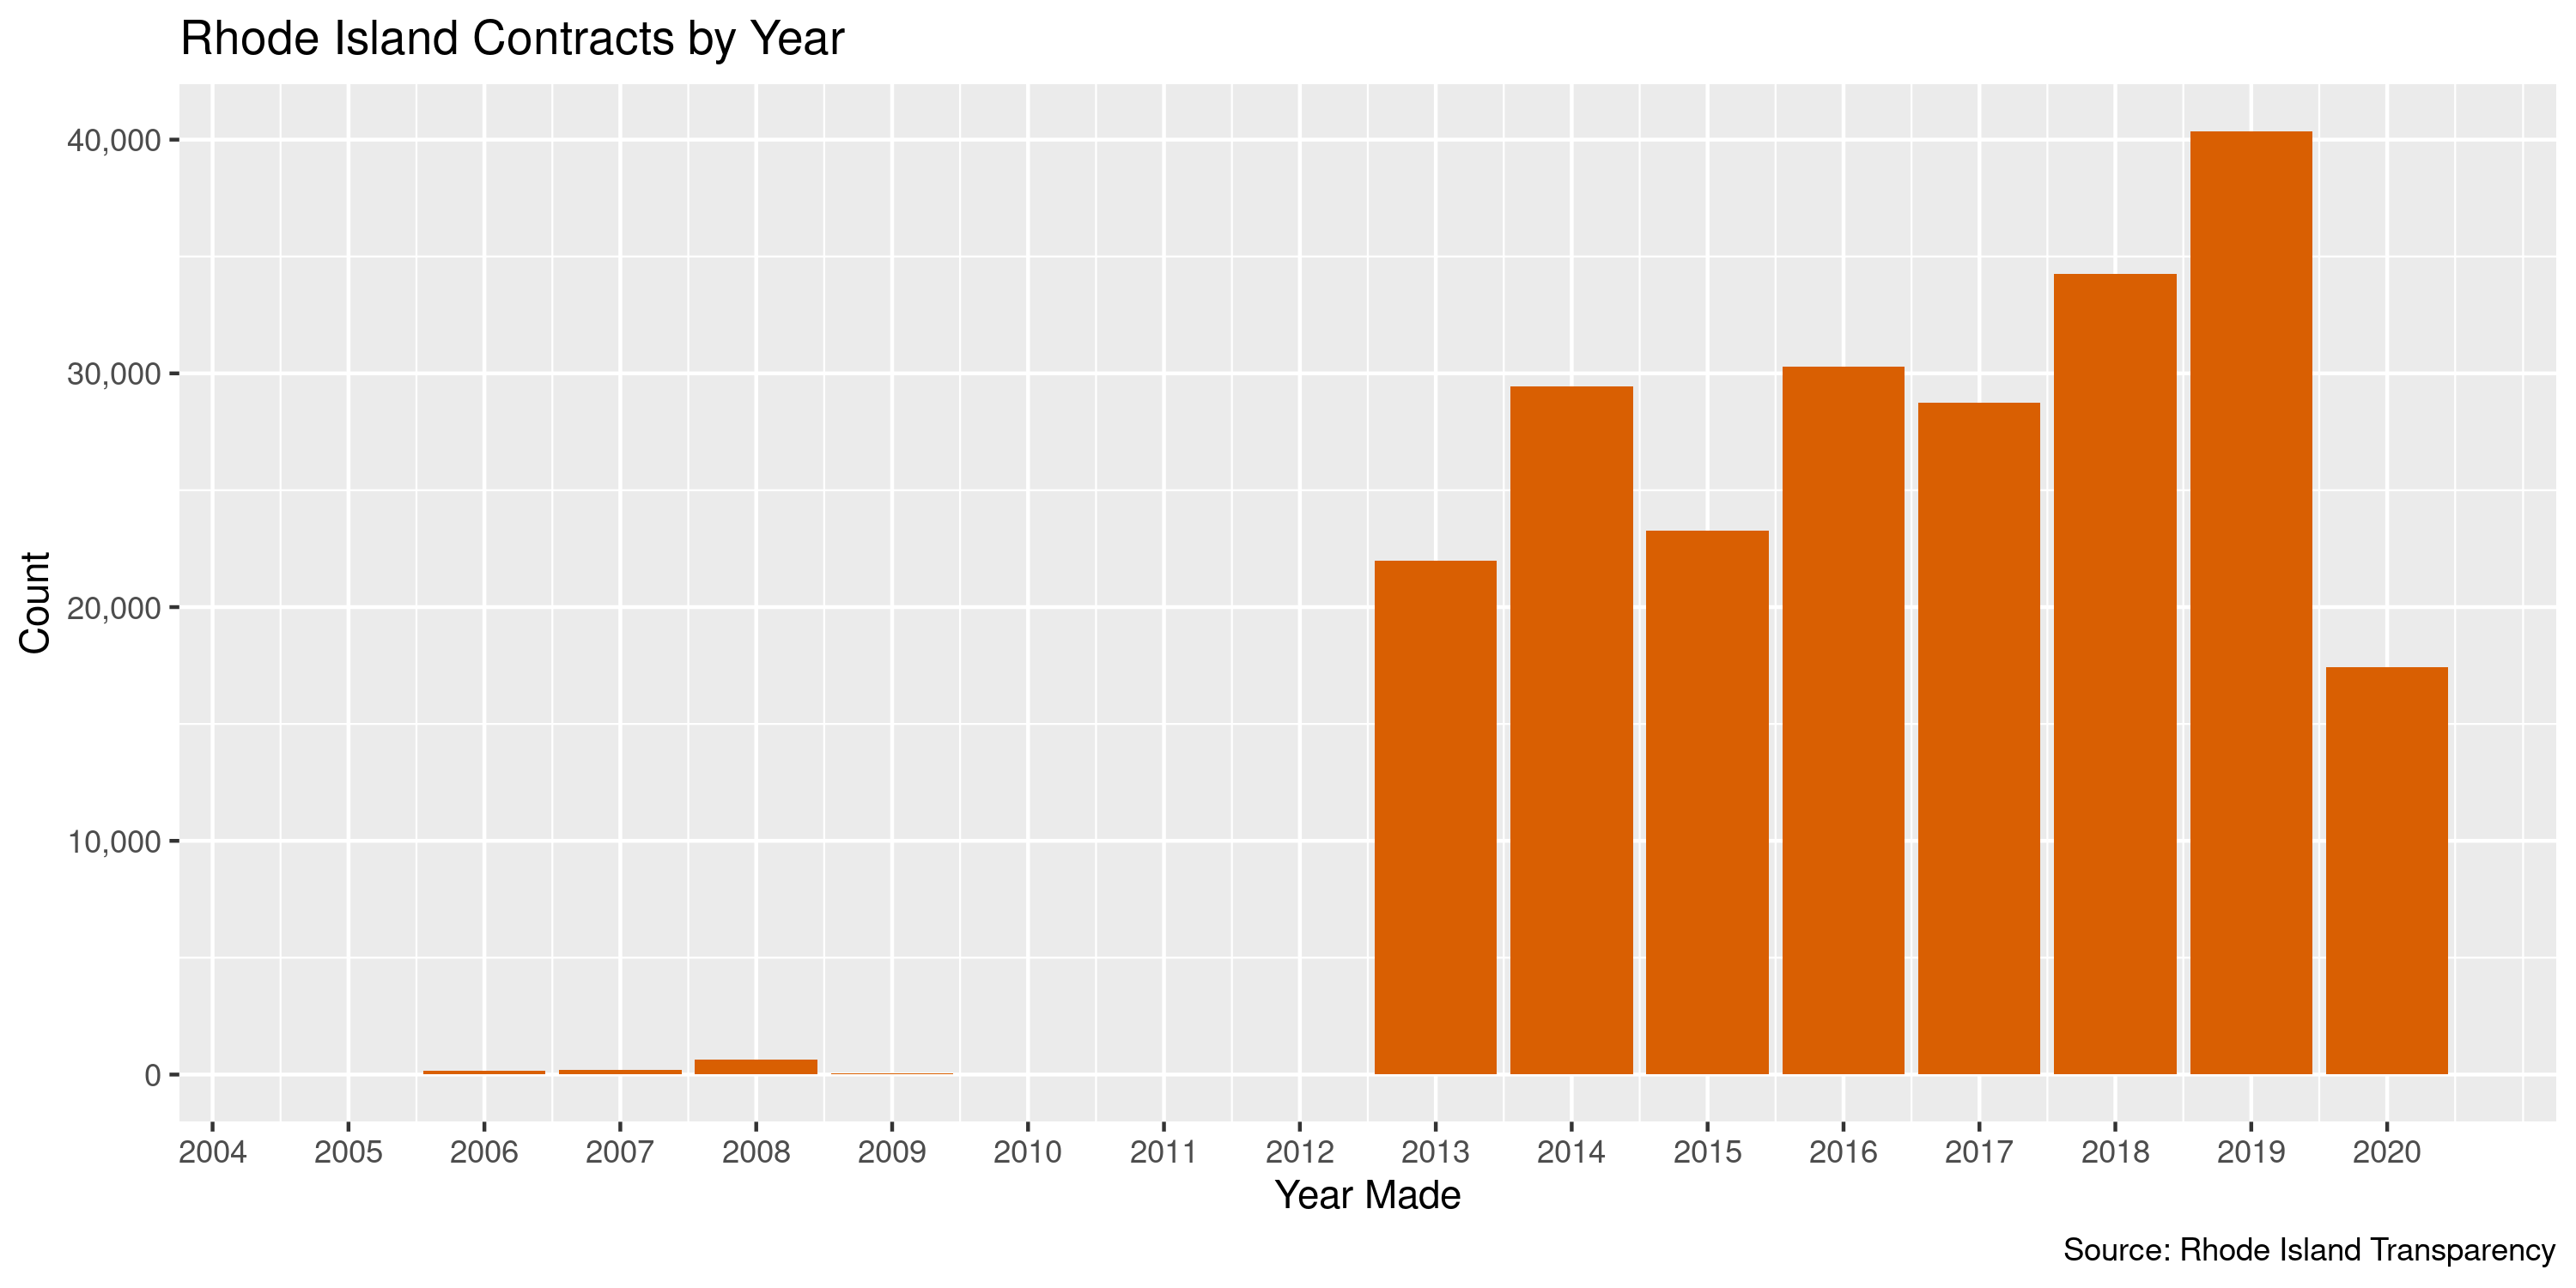 Rhode Island Contracts by Year
Count
40,000
30,000
20,000
10,000
0
2004 2005 2006 2007 2008 2009 2010 2011 2012 2013 2014 2015 2016 2017 2018 2019 2020
Year Made
Source: Rhode Island Transparency